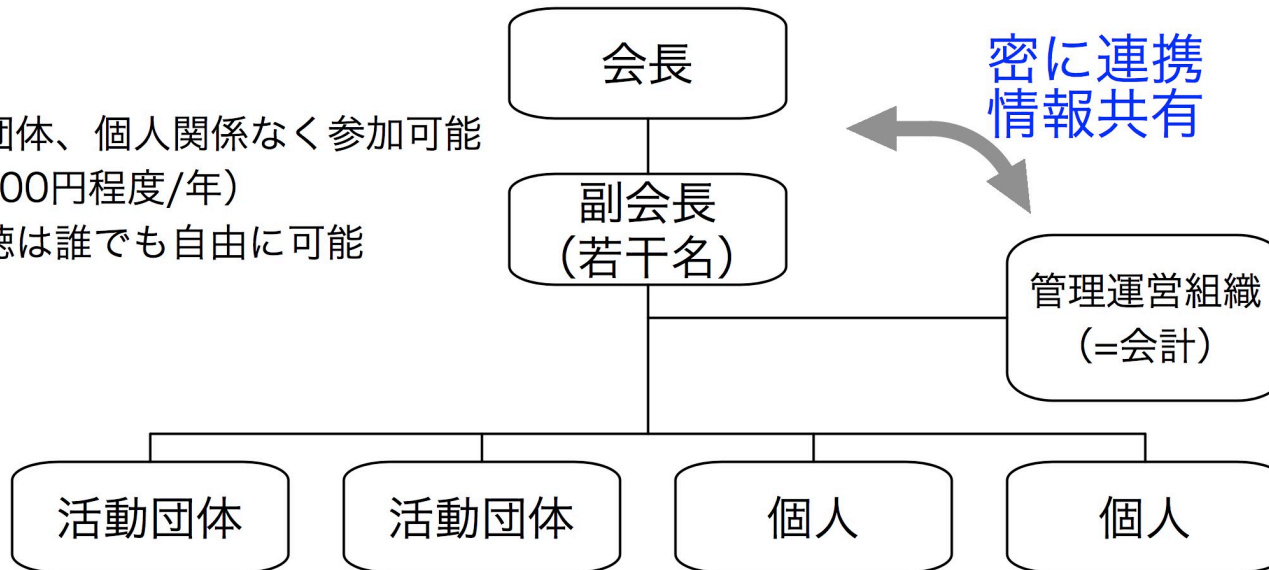 会長
密に連携
情報共有
団体、個人関係なく参加可能
00円程度/年）
は誰でも自由に可能
副会長
（若干名）
管理運営組織
（=会計）
活動団体
活動団体
個人
個人